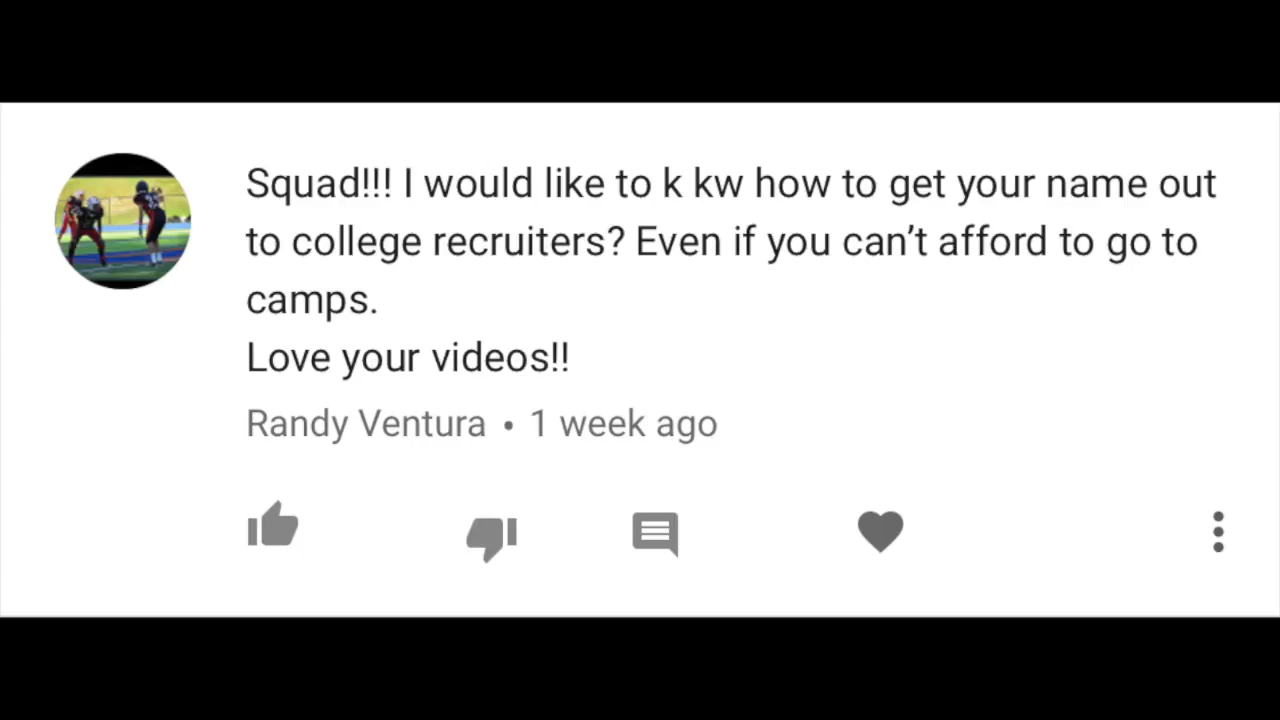 Squad!!! I would like to k kw how to get your name out
to college recruiters? Even if you can’t afford to go to
camps.
Love your videos!!
Randy Ventura • 1 week ago